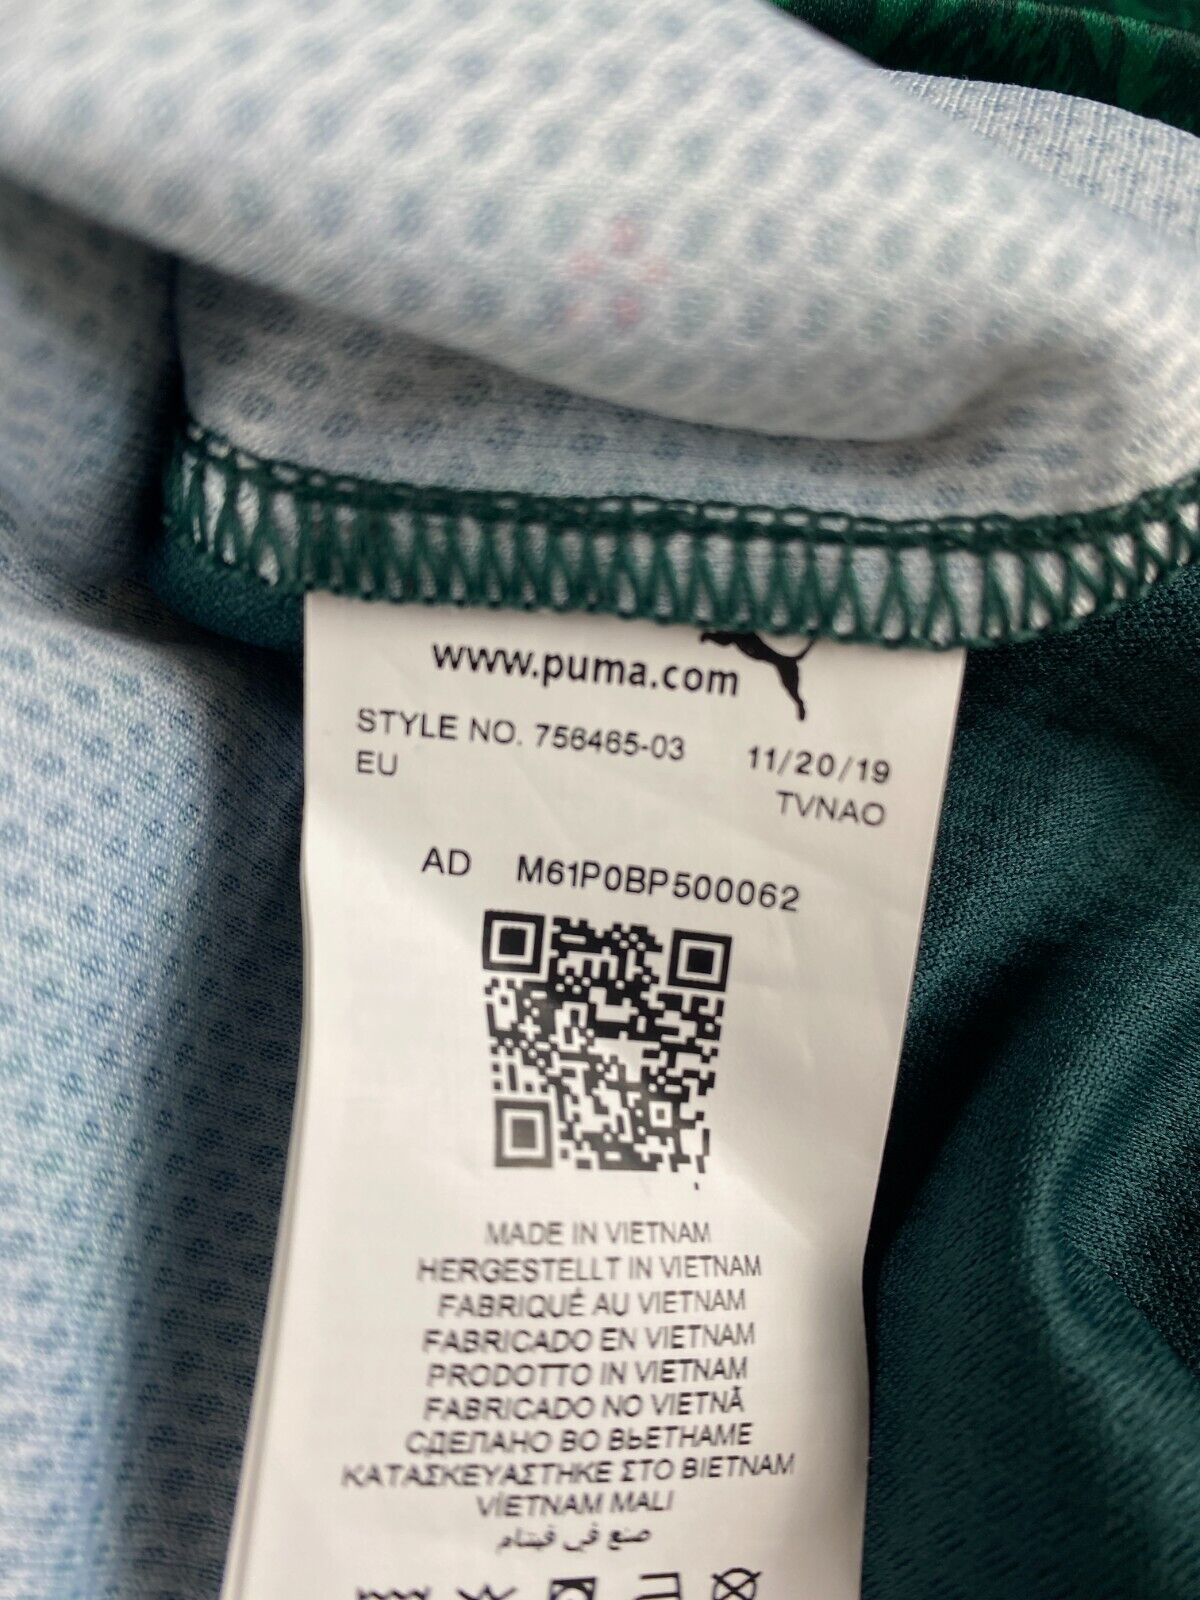 www.puma.com
STYLE NO. 756465-03 11/20/19
EU TVNAO
AD M61P0BP500062
MADE IN VIETNAM
HERGESTELLT IN VIETNAM
FABRIQUÉ AU VIETNAM
FABRICADO EN VIETNAM
PRODOTTO IN VIETNAM
FABRICADO NO VIETNÃ
СДЕЛАНО ВО ВЬЕТНАМЕ
ΚΑΤΑΣΚΕΥΑΣΤΗΚΕ ΣΤΟ ΒΙΕΤΝΑΜ
VİETNAM MALI
صنع في فيتنام